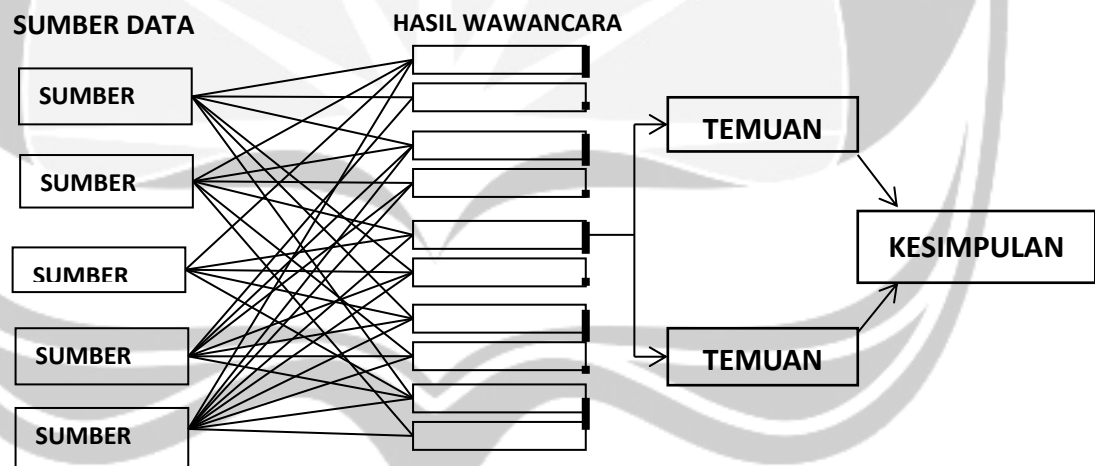 SUMBER DATA
HASIL WAWANCARA
SUMBER
SUMBER
SUMBER
SUMBER
SUMBER
TEMUAN
TEMUAN
KESIMPULAN